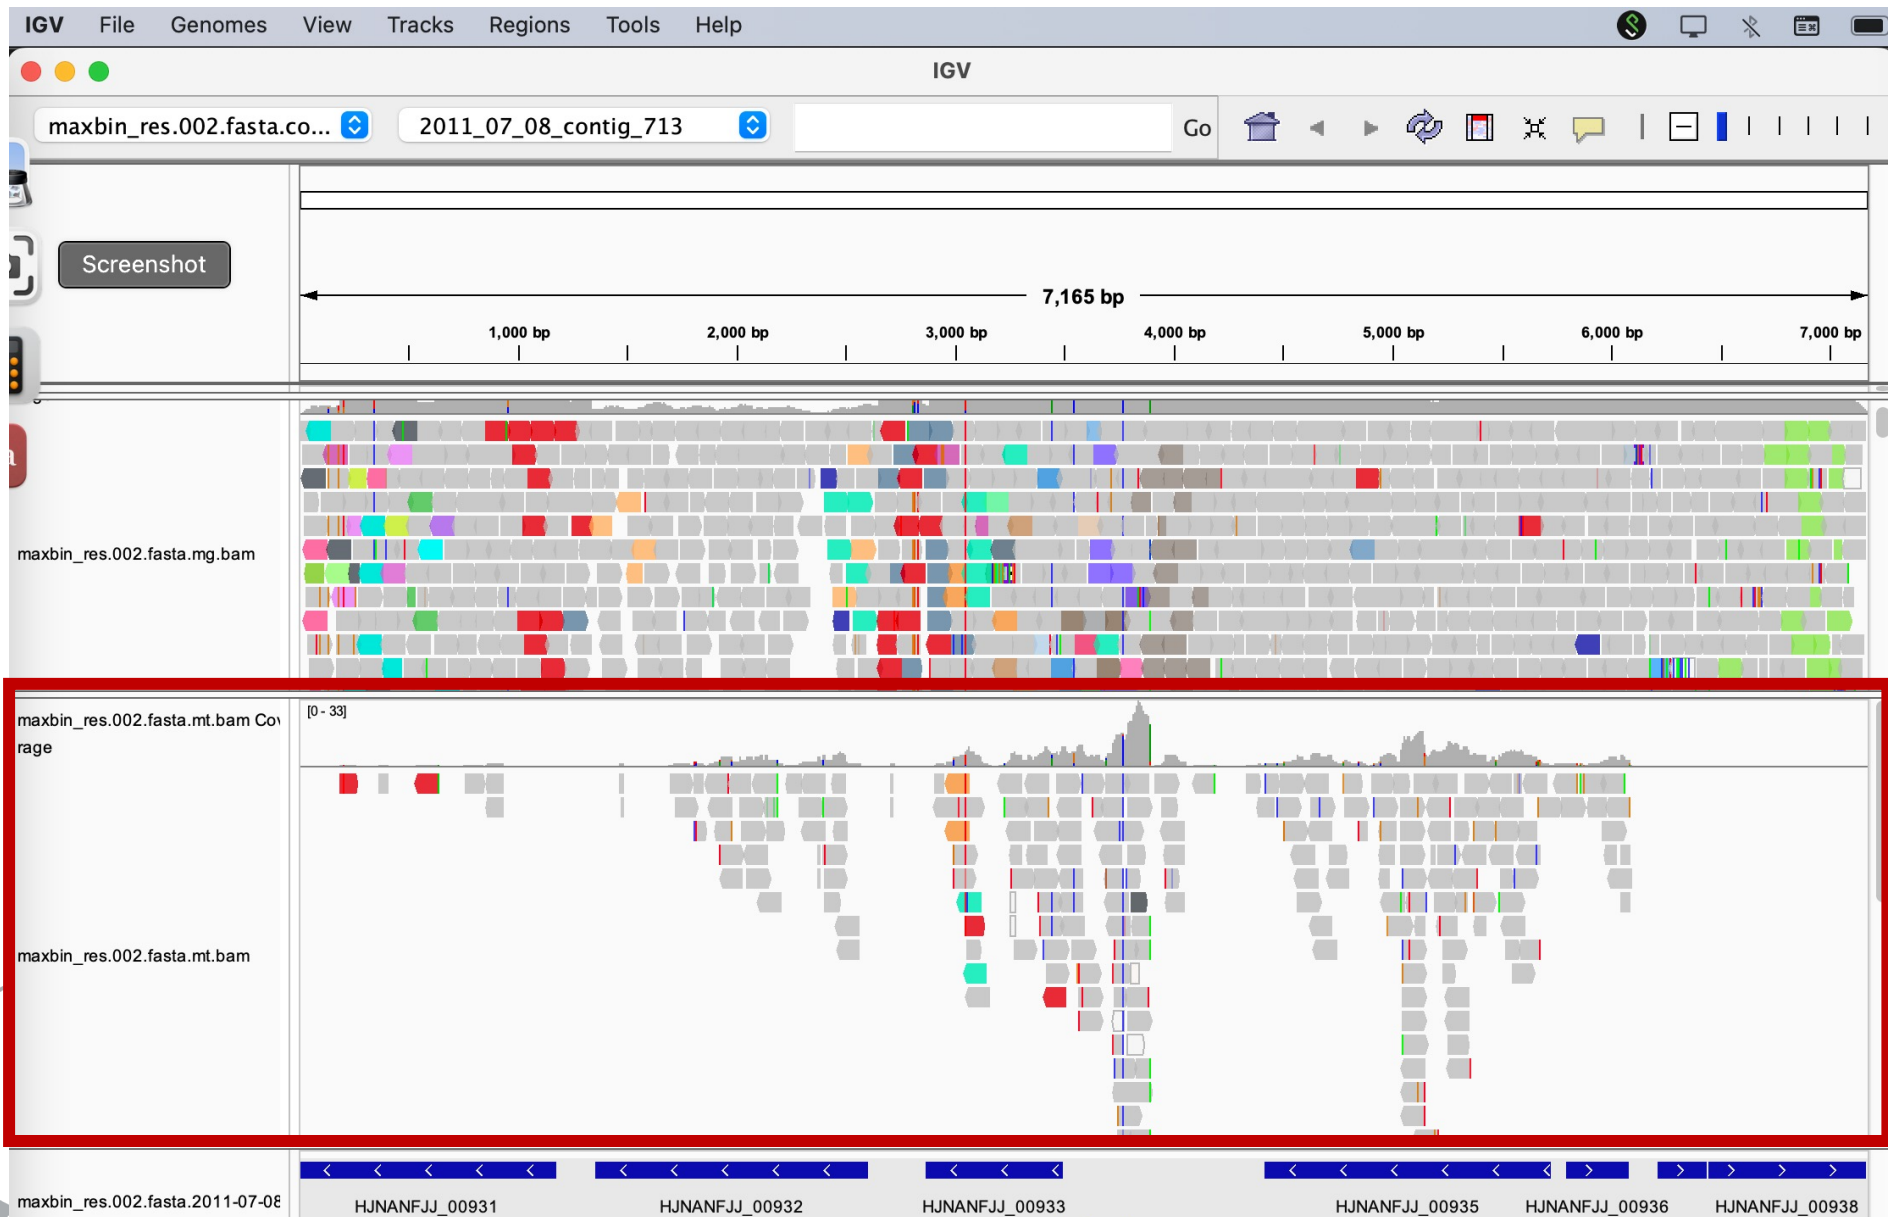 IGV File Genomes View Tracks Regions Tools Help
IGV
maxbin_res.002.fasta.co... 2011_07_08_contig_713 Go
Screenshot
7,165 bp
1,000 bp 2,000 bp 3,000 bp 4,000 bp 5,000 bp 6,000 bp 7,000 bp
maxbin_res.002.fasta.mg.bam
maxbin_res.002.fasta.mt.bam Cov
rage
[0 - 33]
maxbin_res.002.fasta.mt.bam
maxbin_res.002.fasta.2011-07-08
HJNANFJJ_00931 HJNANFJJ_00932 HJNANFJJ_00933 HJNANFJJ_00935 HJNANFJJ_00936 HJNANFJJ_00938